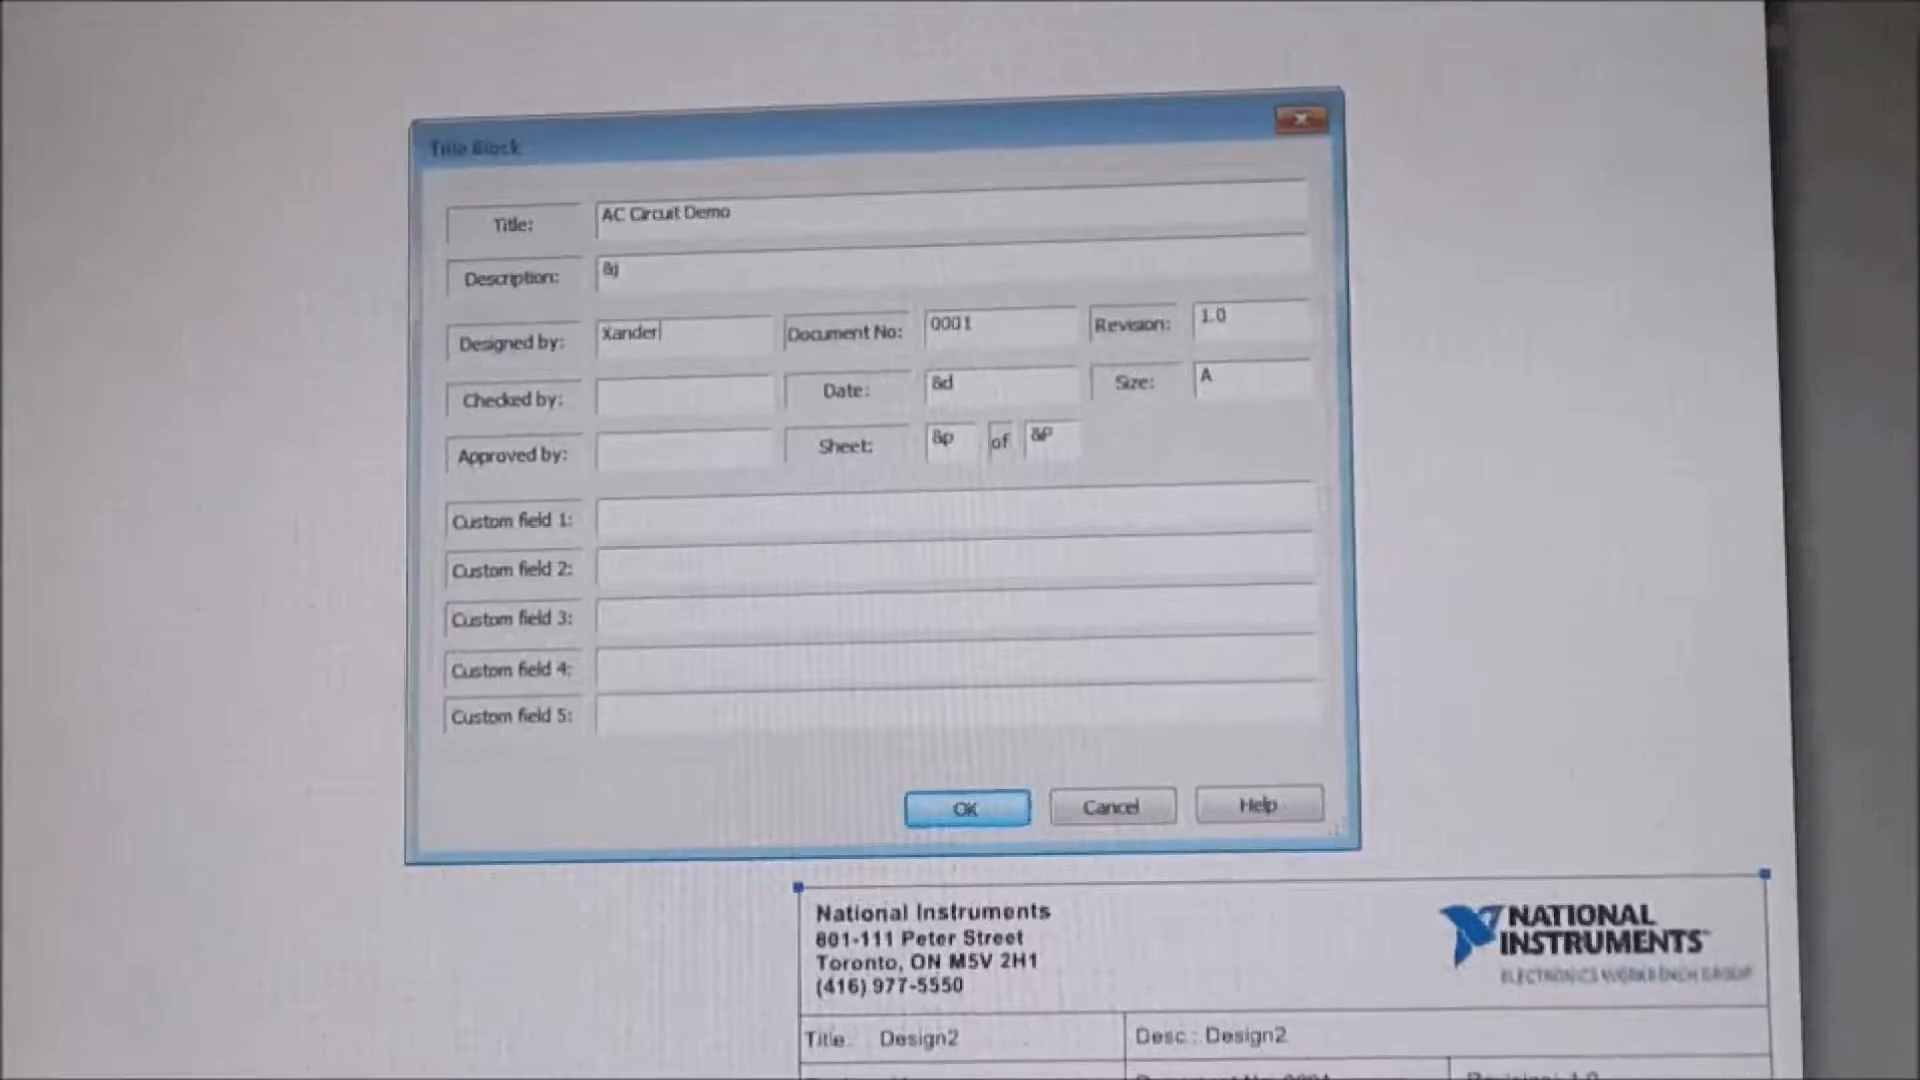 Title Block
Title: AC Circuit Demo
Description: &j
Designed by: Xander Document No: 0001 Revision: 1.0
Checked by: Date: &d Size: A
Approved by: Sheet: &p of &P
Custom field 1:
Custom field 2:
Custom field 3:
Custom field 4:
Custom field 5:
OK Cancel Help
National Instruments
801-111 Peter Street
Toronto, ON M5V 2H1
(416) 977-5550
NATIONAL
INSTRUMENTS
ELECTRONICS WORKBENCH GROUP
Title: Design2 Desc.: Design2